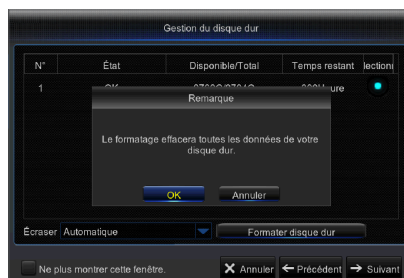 Gestion du disque dur
N° État Disponible/Total Temps restant lection
1
Remarque
Le formatage effacera toutes les données de votre
disque dur.
OK Annuler
Écraser Automatique Formater disque dur
Ne plus montrer cette fenêtre. Annuler Précédent Suivant